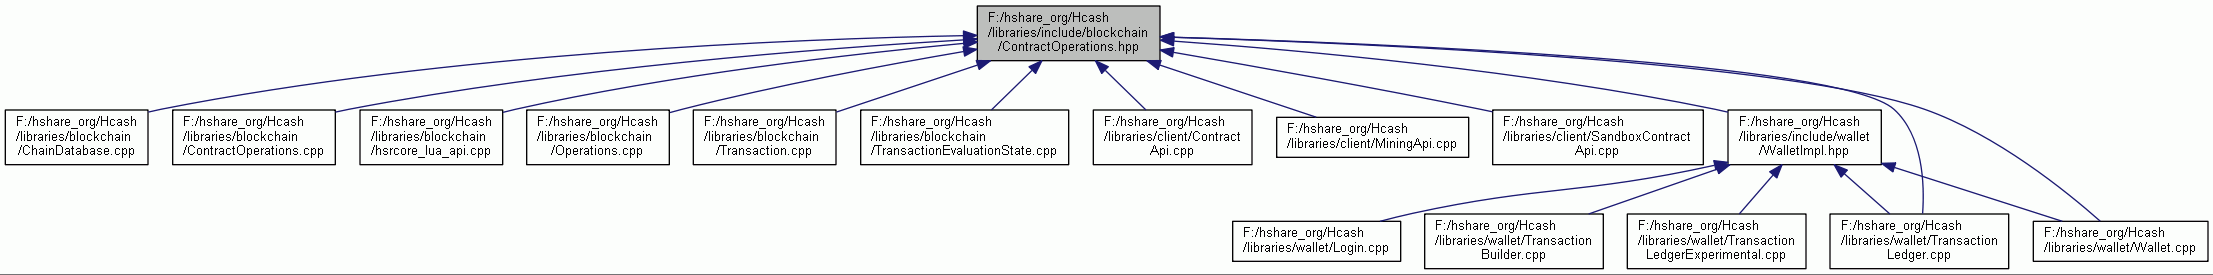 F:/hshare_org/Hcash
/libraries/include/blockchain
/ContractOperations.hpp
F:/hshare_org/Hcash
/libraries/blockchain
/ChainDatabase.cpp
F:/hshare_org/Hcash
/libraries/blockchain
/ContractOperations.cpp
F:/hshare_org/Hcash
/libraries/blockchain
/hsrcore_lua_api.cpp
F:/hshare_org/Hcash
/libraries/blockchain
/Operations.cpp
F:/hshare_org/Hcash
/libraries/blockchain
/Transaction.cpp
F:/hshare_org/Hcash
/libraries/blockchain
/TransactionEvaluationState.cpp
F:/hshare_org/Hcash
/libraries/client/Contract
Api.cpp
F:/hshare_org/Hcash
/libraries/client/MiningApi.cpp
F:/hshare_org/Hcash
/libraries/client/SandboxContract
Api.cpp
F:/hshare_org/Hcash
/libraries/include/wallet
/WalletImpl.hpp
F:/hshare_org/Hcash
/libraries/wallet/Login.cpp
F:/hshare_org/Hcash
/libraries/wallet/Transaction
Builder.cpp
F:/hshare_org/Hcash
/libraries/wallet/Transaction
LedgerExperimental.cpp
F:/hshare_org/Hcash
/libraries/wallet/Transaction
Ledger.cpp
F:/hshare_org/Hcash
/libraries/wallet/Wallet.cpp